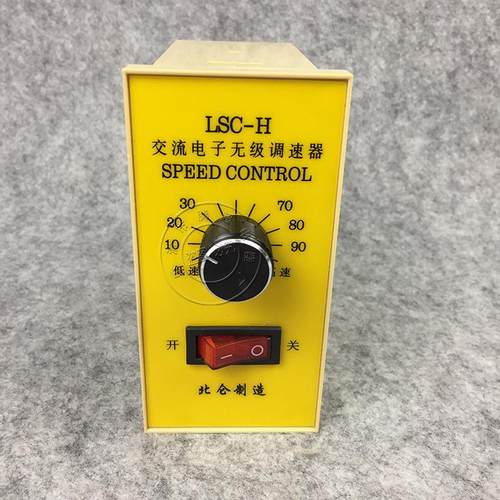 LSC-H
交流电子无级调速器
SPEED CONTROL
30 70
20 80
10 90
低速 速
开 关
北仑制造